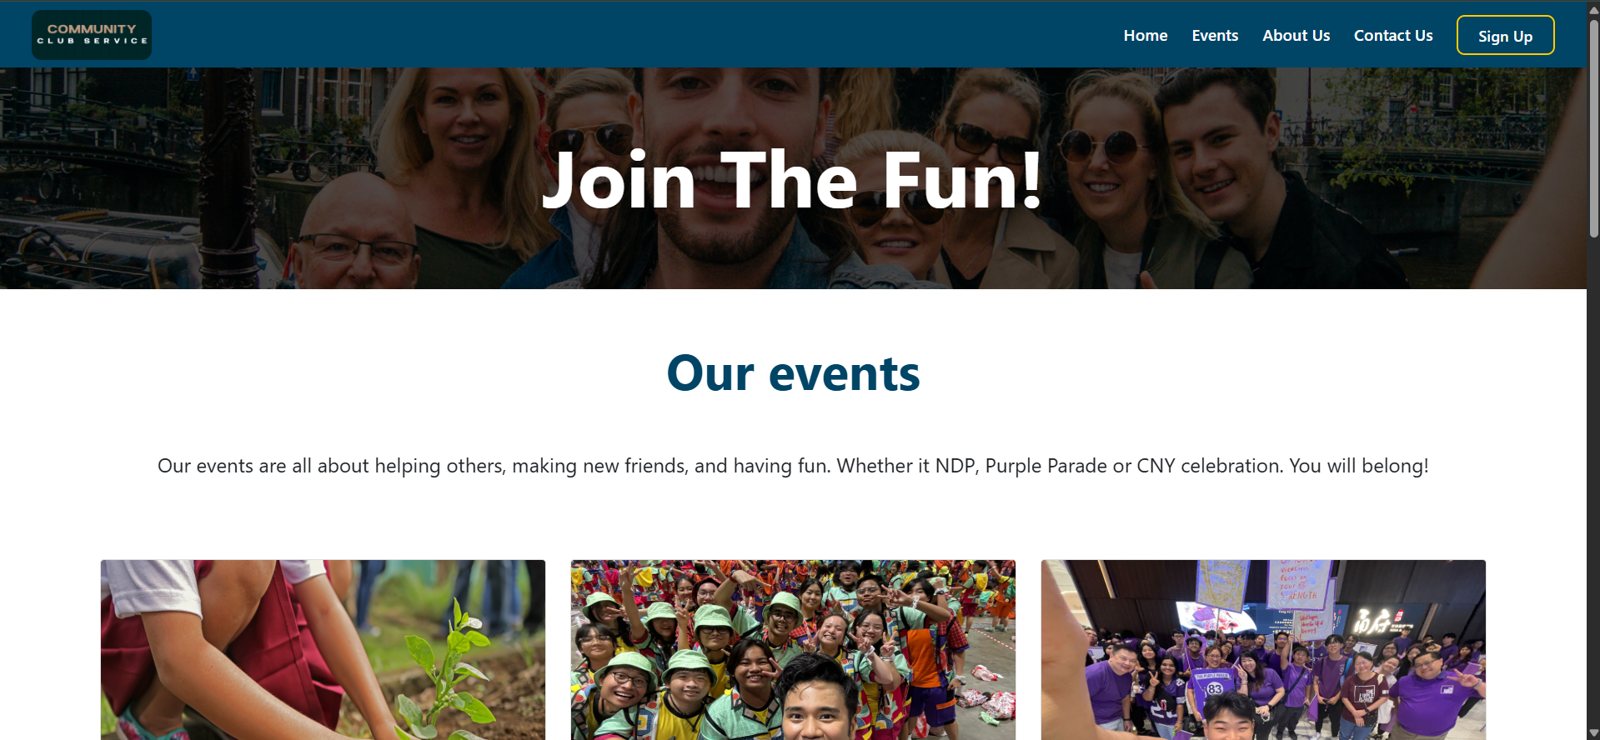 COMMUNITY
CLUB SERVICE
Home
Events
About Us
Contact Us
Sign Up
Join The Fun!
Our events
Our events are all about helping others, making new friends, and having fun. Whether it NDP, Purple Parade or CNY celebration. You will belong!
83